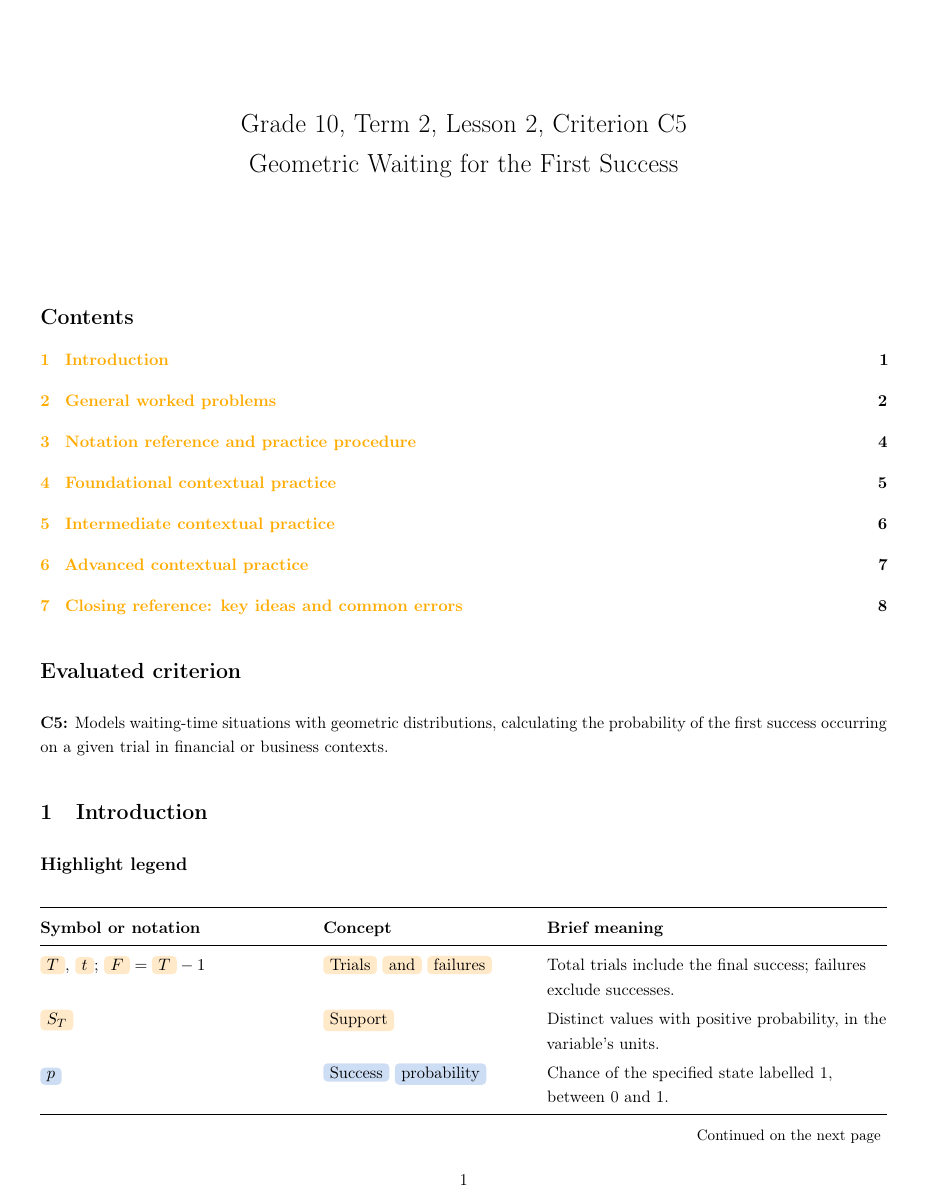 Grade 10, Term 2, Lesson 2, Criterion C5
Geometric Waiting for the First Success
Contents
1 Introduction 1
2 General worked problems 2
3 Notation reference and practice procedure 4
4 Foundational contextual practice 5
5 Intermediate contextual practice 6
6 Advanced contextual practice 7
7 Closing reference: key ideas and common errors 8
Evaluated criterion
C5: Models waiting-time situations with geometric distributions, calculating the probability of the first success occurring
on a given trial in financial or business contexts.
1 Introduction
Highlight legend
Symbol or notation Concept Brief meaning
T, t; F = T − 1 Trials and failures Total trials include the final success; failures
exclude successes.
S_T Support Distinct values with positive probability, in the
variable's units.
p Success probability Chance of the specified state labelled 1,
between 0 and 1.
Continued on the next page
1